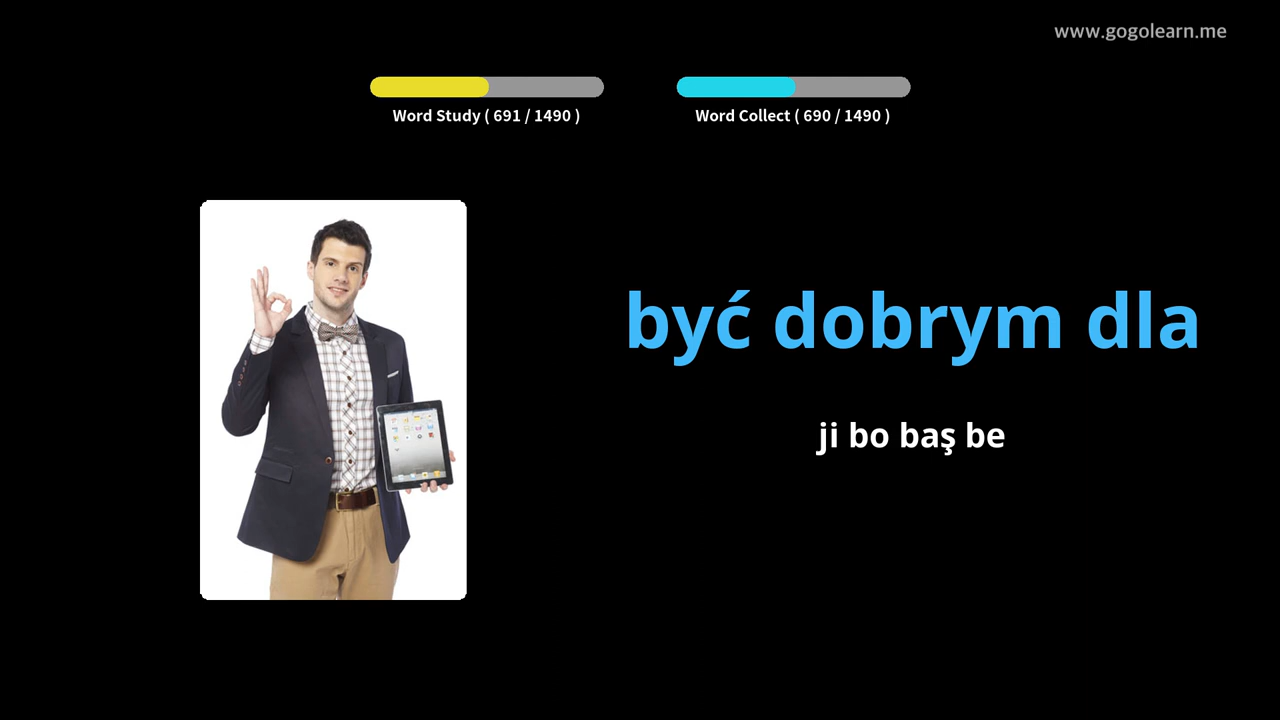 www.gogolearn.me
Word Study ( 691 / 1490 )
Word Collect ( 690 / 1490 )
być dobrym dla
ji bo baş be